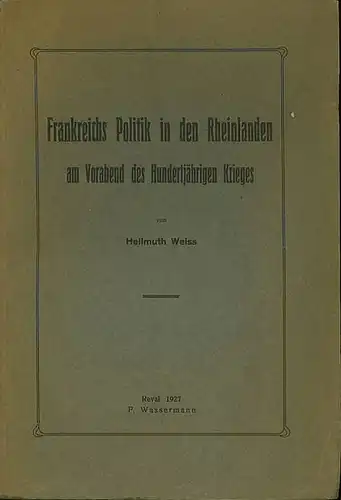 Frankreichs Politik in den Rheinlanden
am Vorabend des Hundertjährigen Krieges
von
Hellmuth Weiss
Reval 1927
P. Wassermann